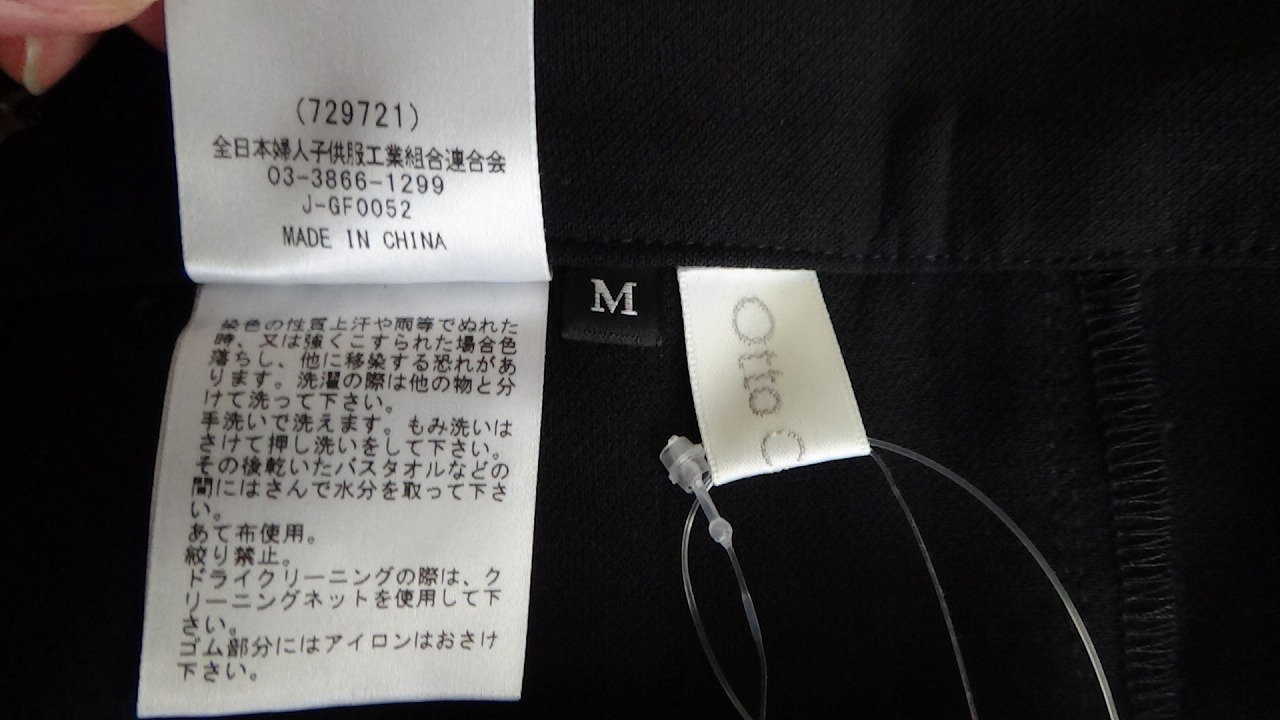 (729721)
全日本婦人子供服工業組合連合会
03-3866-1299
J-GF0052
MADE IN CHINA
染色の性質上汗や雨等でぬれた
時、又は強くこすられた場合色
落ちし、他に移染する恐れがあ
ります。洗濯の際は他の物と分
けて洗って下さい。
手洗いで洗えます。もみ洗いは
さけて押し洗いをして下さい。
その後乾いたバスタオルなどの
間にはさんで水分を取って下さ
い。
あて布使用。
絞り禁止。
ドライクリーニングの際は、ク
リーニングネットを使用して下
さい。
ゴム部分にはアイロンはおさけ
下さい。
M
Otto C